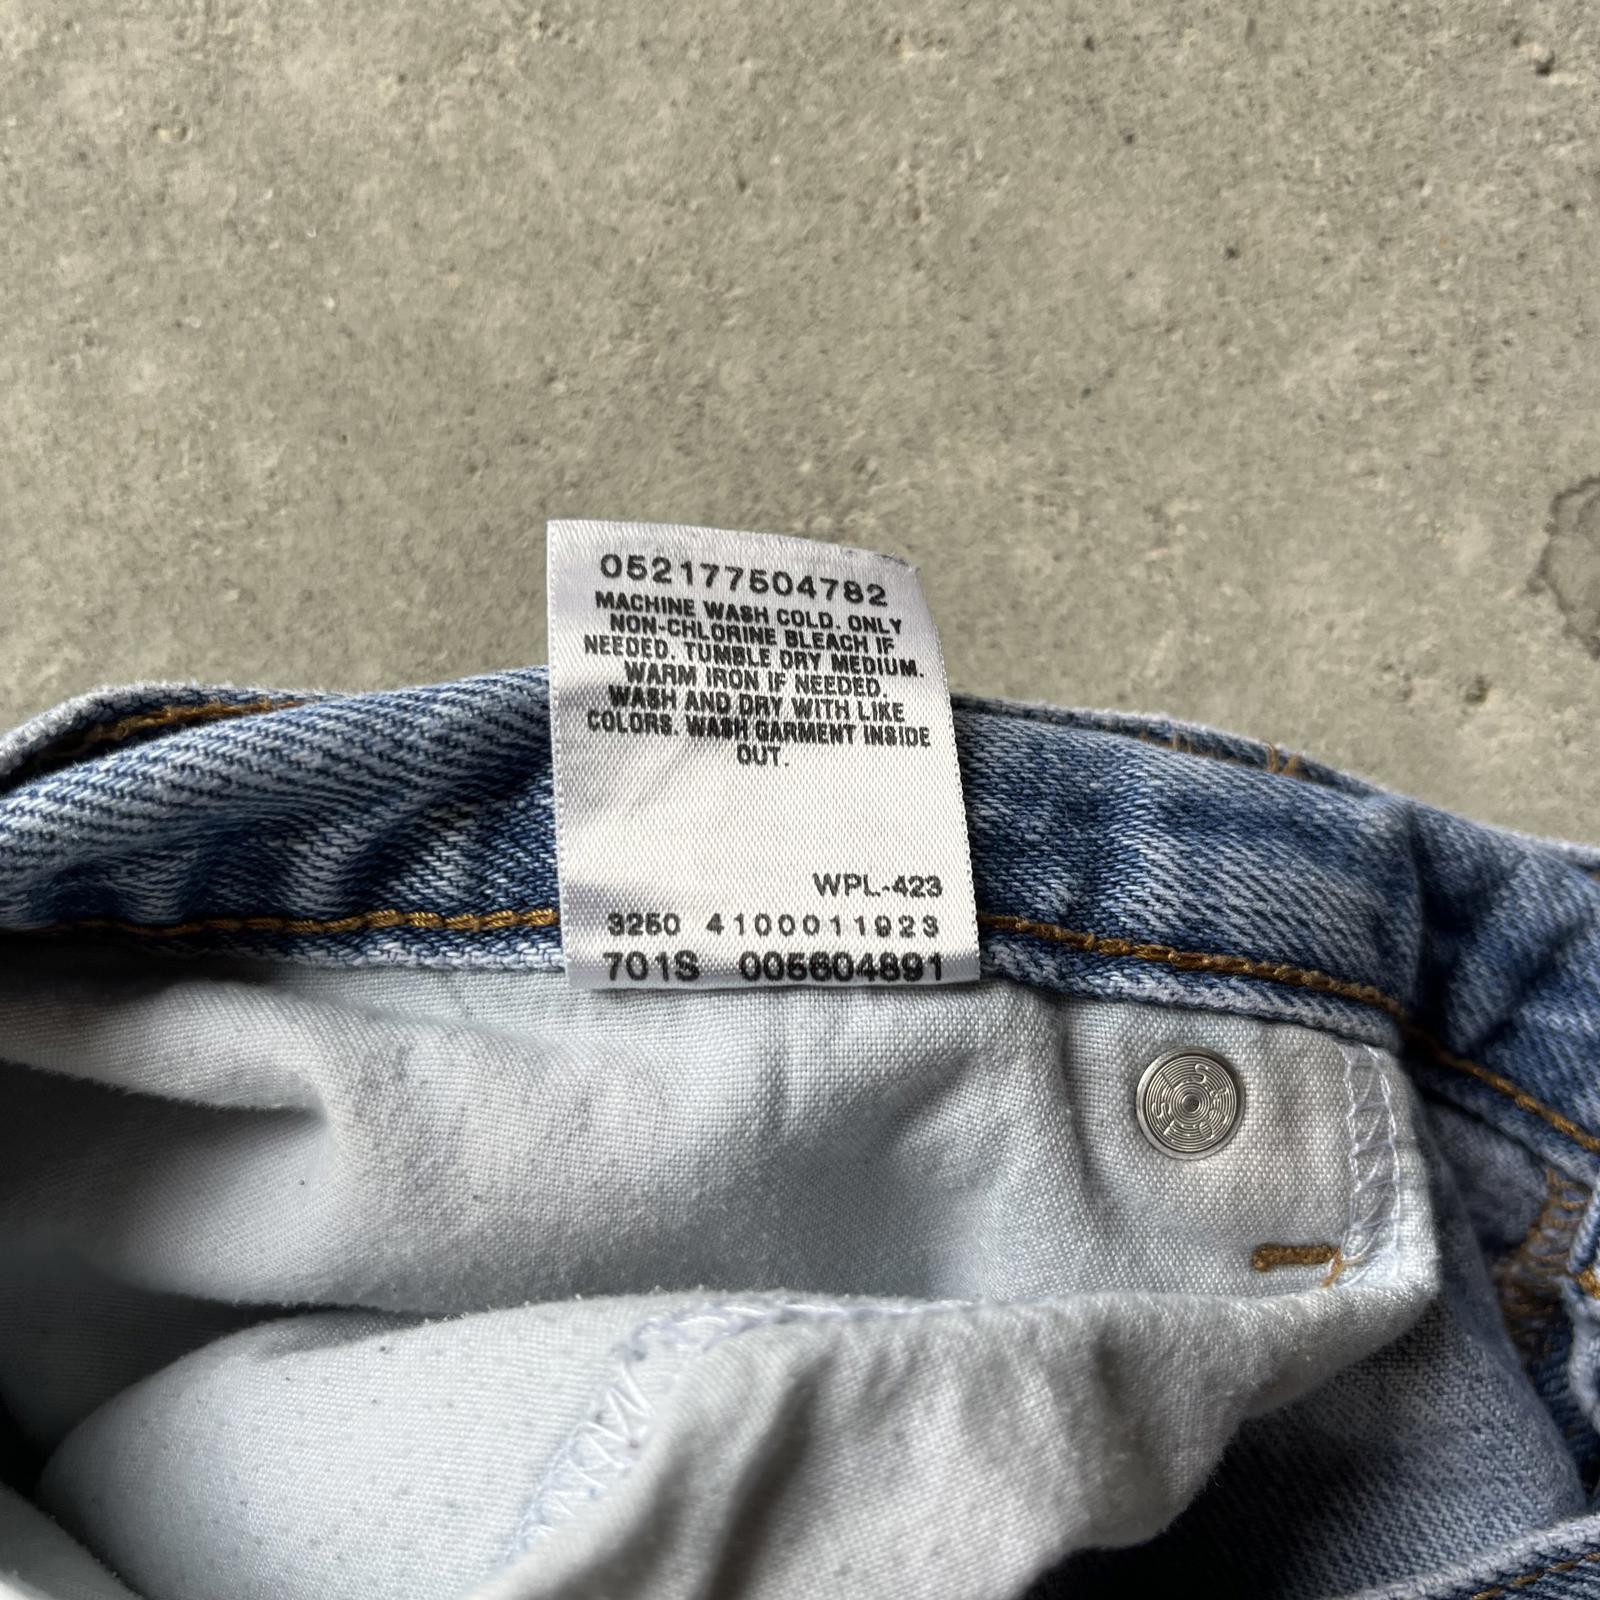 052177504782
MACHINE WASH COLD. ONLY
NON-CHLORINE BLEACH IF
NEEDED. TUMBLE DRY MEDIUM.
WARM IRON IF NEEDED.
WASH AND DRY WITH LIKE
COLORS. WASH GARMENT INSIDE
OUT.
WPL-423
3250 4100011923
701S 005604891